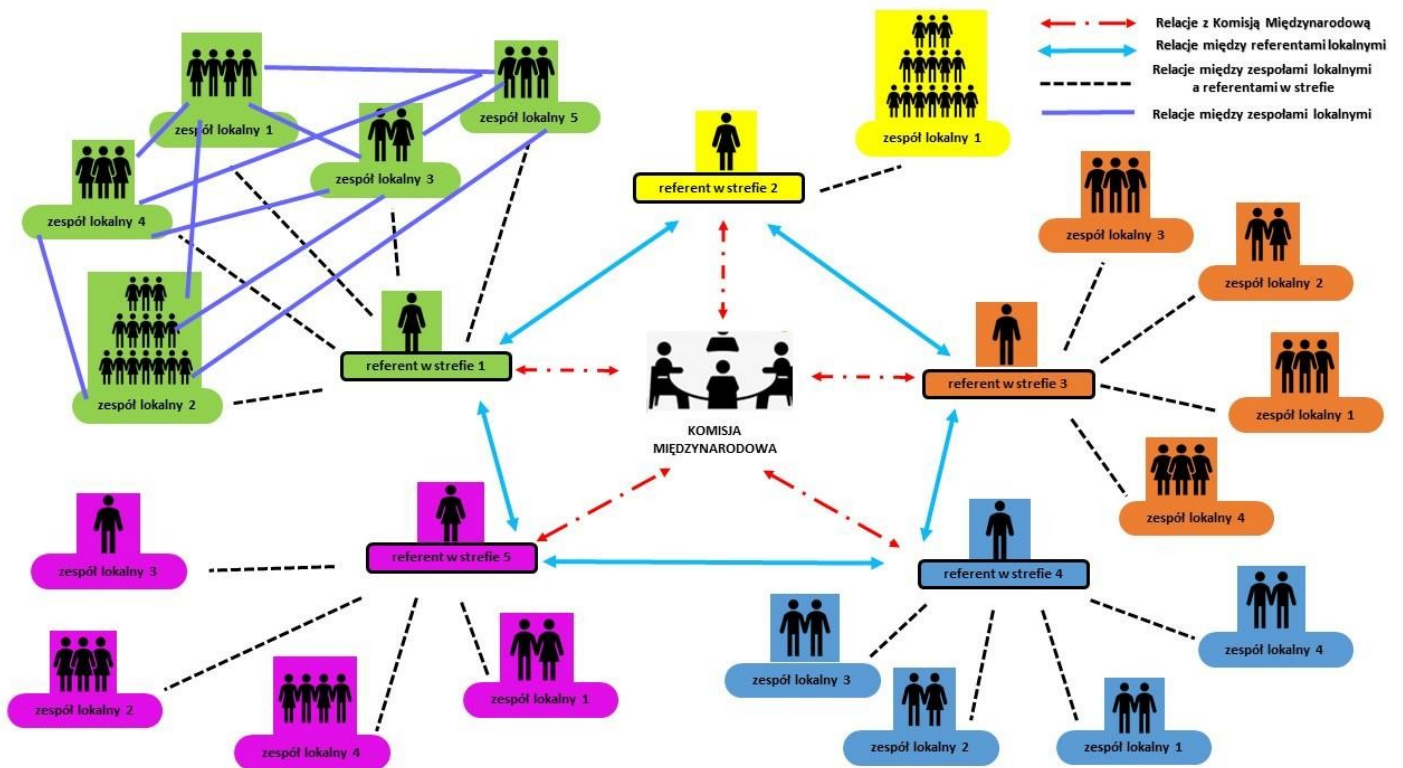 Relacje z Komisją Międzynarodową
Relacje między referentami lokalnymi
Relacje między zespołami lokalnymi
a referentami w strefie
Relacje między zespołami lokalnymi
zespół lokalny 1
zespół lokalny 5
zespół lokalny 3
zespół lokalny 4
zespół lokalny 2
referent w strefie 1
referent w strefie 2
zespół lokalny 1
zespół lokalny 3
zespół lokalny 2
zespół lokalny 1
zespół lokalny 4
referent w strefie 3
KOMISJA
MIĘDZYNARODOWA
referent w strefie 5
zespół lokalny 3
zespół lokalny 2
zespół lokalny 4
zespół lokalny 1
referent w strefie 4
zespół lokalny 3
zespół lokalny 2
zespół lokalny 1
zespół lokalny 4